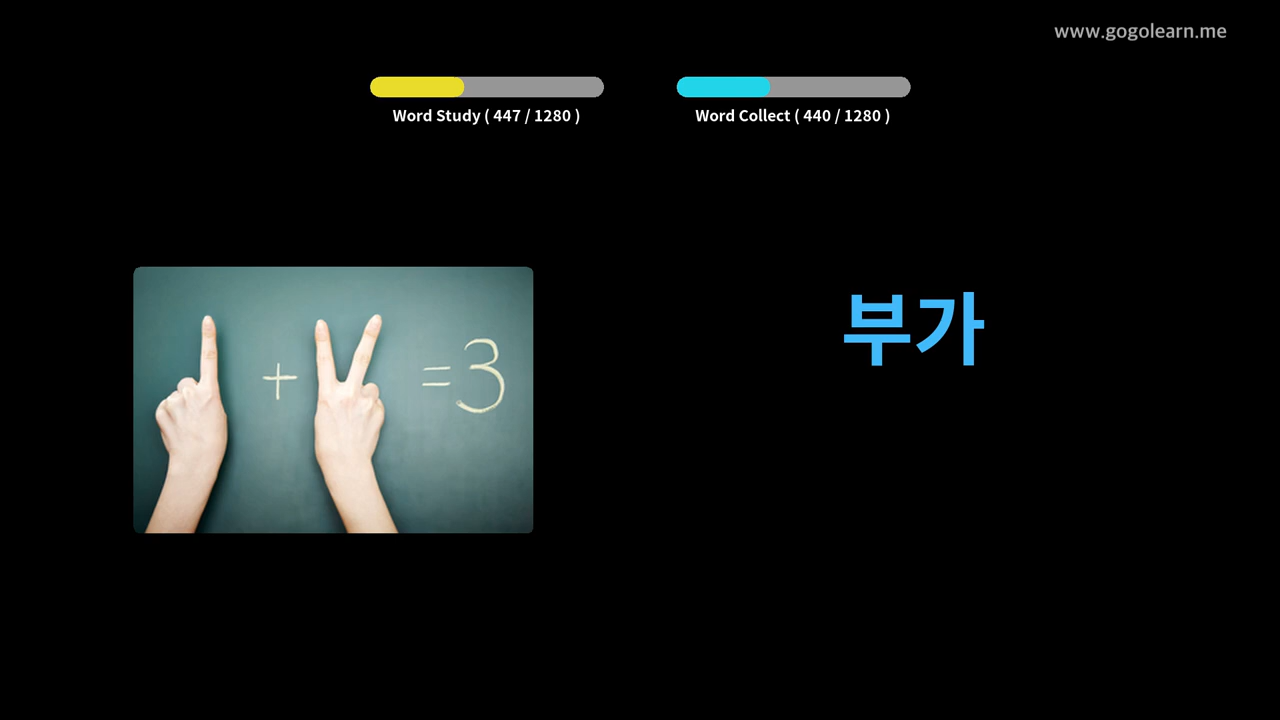 www.gogolearn.me
Word Study ( 447 / 1280 )
Word Collect ( 440 / 1280 )
부가
+ = 3